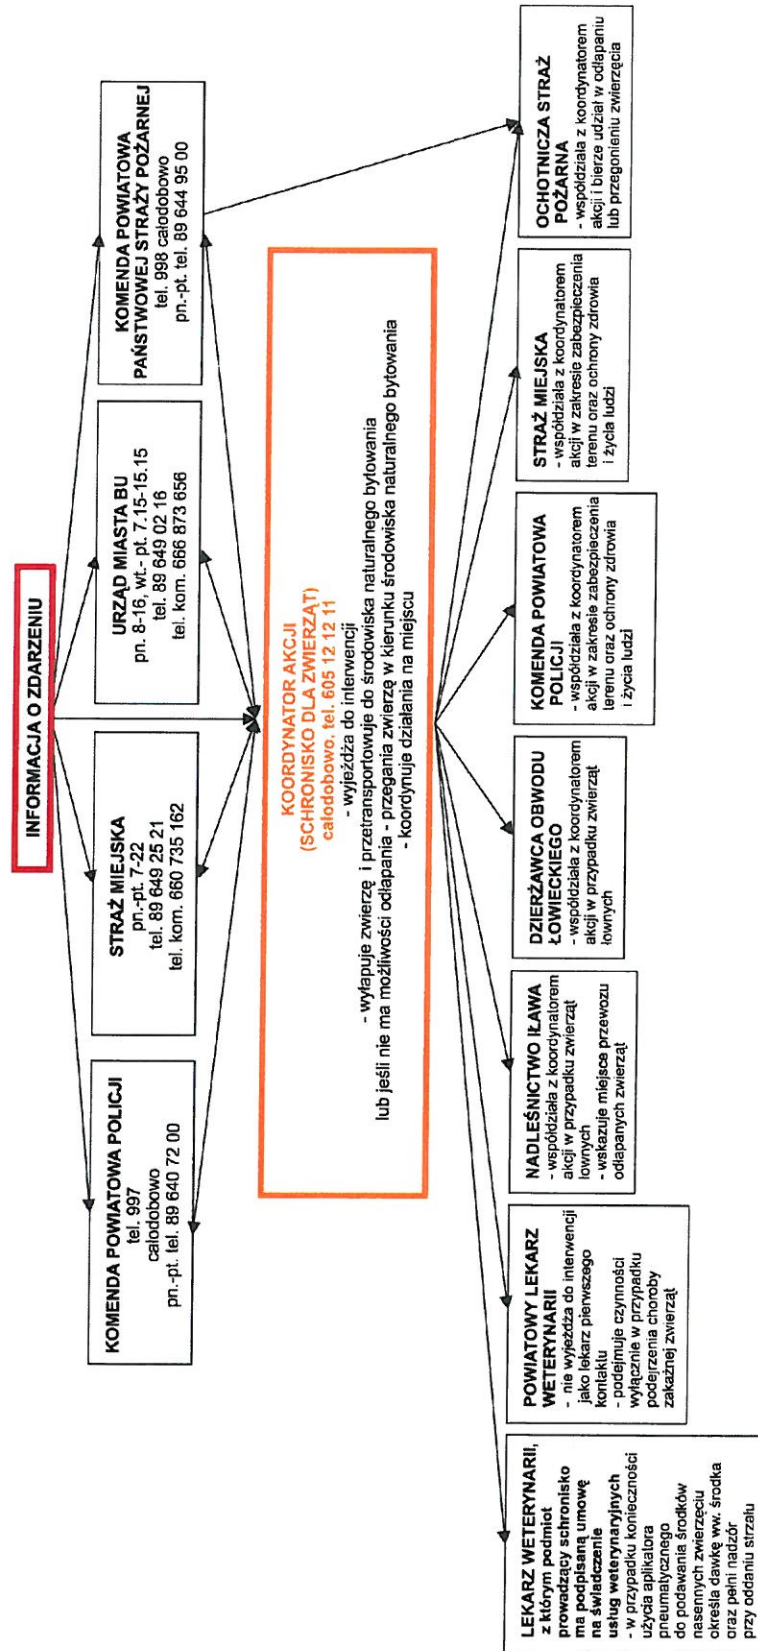 INFORMACJA O ZDARZENIU
KOMENDA POWIATOWA POLICJI
tel. 997
całodobowo
pn.-pt. tel. 89 640 72 00
STRAŻ MIEJSKA
pn.-pt. 7-22
tel. 89 649 25 21
tel. kom. 660 735 162
URZĄD MIASTA BU
pn. 8-16, wt.- pt. 7.15-15.15
tel. 89 649 02 16
tel. kom. 666 873 656
KOMENDA POWIATOWA
PAŃSTWOWEJ STRAŻY POŻARNEJ
tel. 998 całodobowo
pn.-pt. tel. 89 644 95 00
KOORDYNATOR AKCJI
(SCHRONISKO DLA ZWIERZĄT)
całodobowo, tel. 605 12 12 11
- wyjeżdża do interwencji
- wyłapuje zwierzę i przetransportowuje do środowiska naturalnego bytowania
lub jeśli nie ma możliwości odłapania - przegania zwierzę w kierunku środowiska naturalnego bytowania
- koordynuje działania na miejscu
LEKARZ WETERYNARII,
z którym podmiot
prowadzący schronisko
ma podpisaną umowę
na świadczenie
usług weterynaryjnych
- w przypadku konieczności
użycia aplikatora
pneumatycznego
do podawania środków
nasennych zwierzęciu
określa dawkę ww. środka
oraz pełni nadzór
przy oddaniu strzału
POWIATOWY LEKARZ
WETERYNARII
- nie wyjeżdża do interwencji
jako lekarz pierwszego
kontaktu
- podejmuje czynności
wyłącznie w przypadku
podejrzenia choroby
zakaźnej zwierząt
NADLEŚNICTWO IŁAWA
- współdziała z koordynatorem
akcji w przypadku zwierząt
łownych
- wskazuje miejsce przewozu
odłapanych zwierząt
DZIERŻAWCA OBWODU
ŁOWIECKIEGO
- współdziała z koordynatorem
akcji w przypadku zwierząt
łownych
KOMENDA POWIATOWA
POLICJI
- współdziała z koordynatorem
akcji w zakresie zabezpieczenia
terenu oraz ochrony zdrowia
i życia ludzi
STRAŻ MIEJSKA
- współdziała z koordynatorem
akcji w zakresie zabezpieczenia
terenu oraz ochrony zdrowia
i życia ludzi
OCHOTNICZA STRAŻ
POŻARNA
- współdziała z koordynatorem
akcji i bierze udział w odłapaniu
lub przegonieniu zwierzęcia